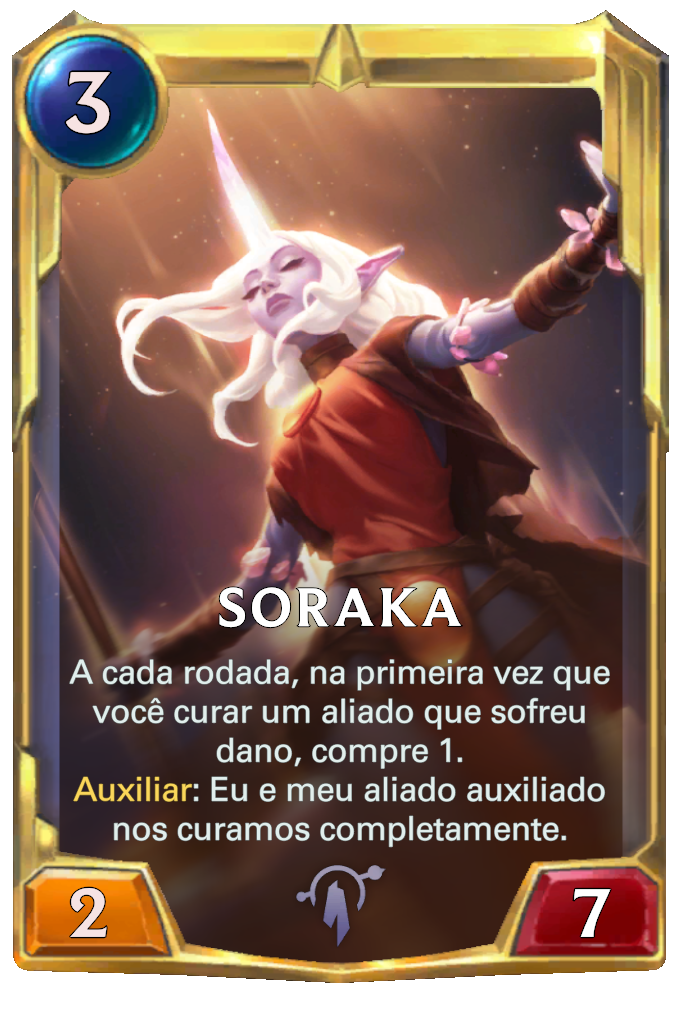 3
SORAKA
A cada rodada, na primeira vez que
você curar um aliado que sofreu
dano, compre 1.
Auxiliar: Eu e meu aliado auxiliado
nos curamos completamente.
2
7